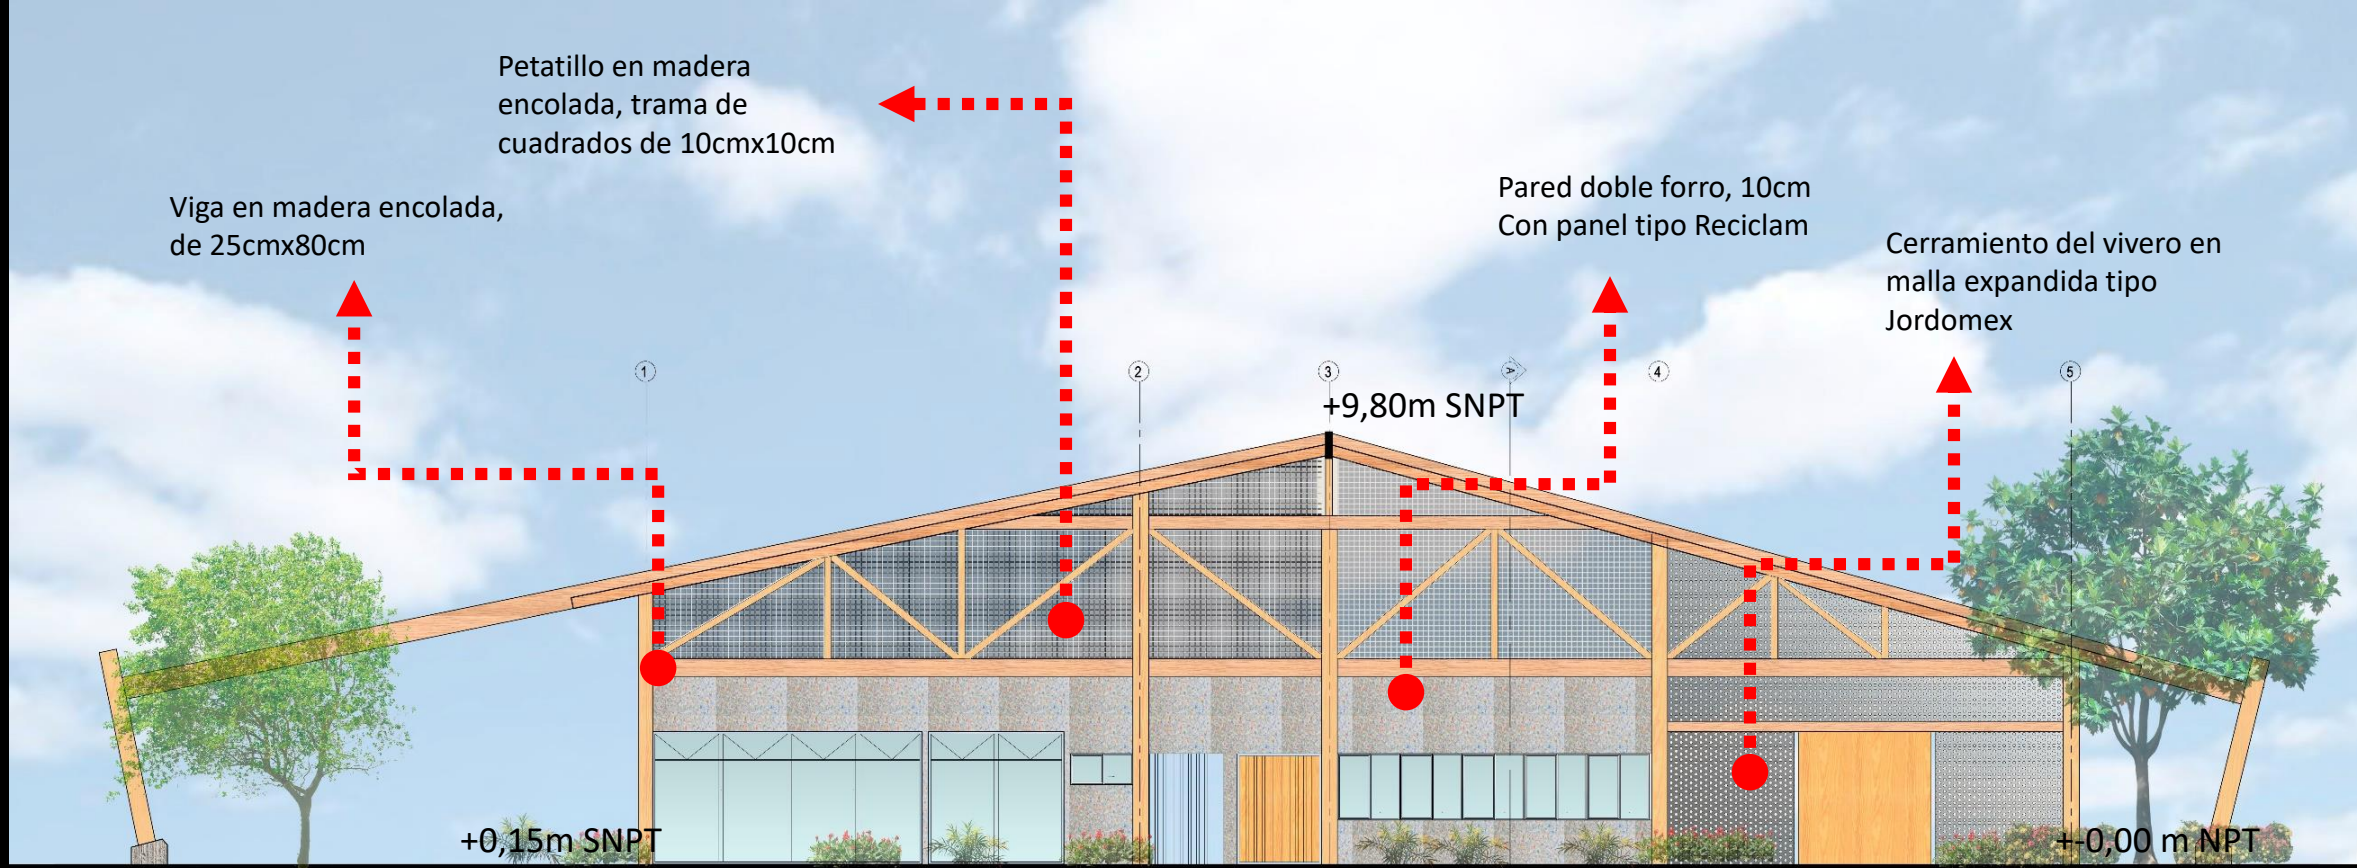 Petatillo en madera
encolada, trama de
cuadrados de 10cmx10cm
Viga en madera encolada,
de 25cmx80cm
Pared doble forro, 10cm
Con panel tipo Reciclam
Cerramiento del vivero en
malla expandida tipo
Jordomex
1
2
3
A
4
5
+9,80m SNPT
+0,15m SNPT
+-0,00 m NPT